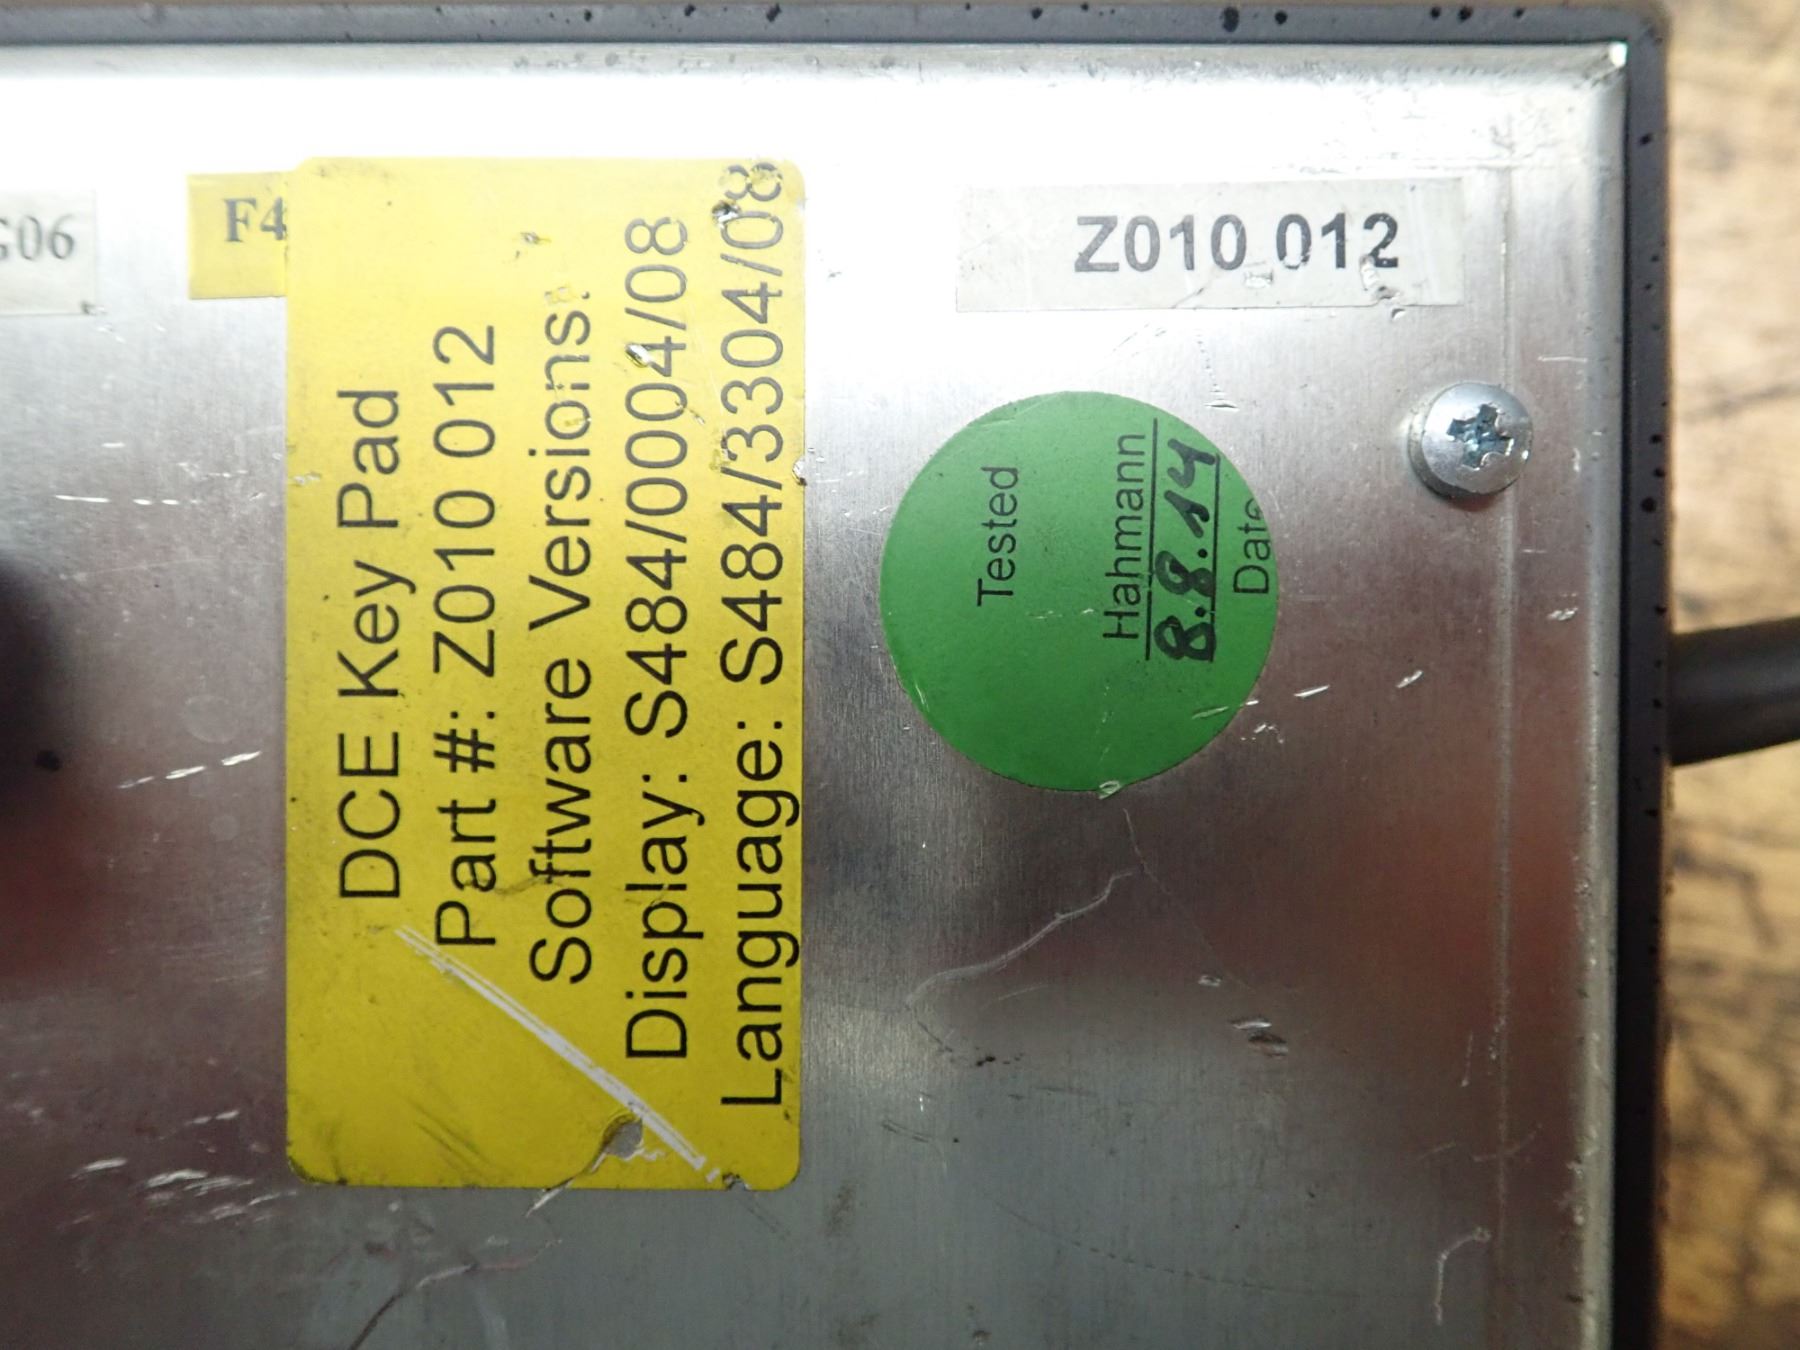 G06
F4
DCE Key Pad
Part #: Z010 012
Software Versions:
Display: S484/0004/08
Language: S484/3304/08
Z010 012
Tested
Hahmann
8.8.14
Date